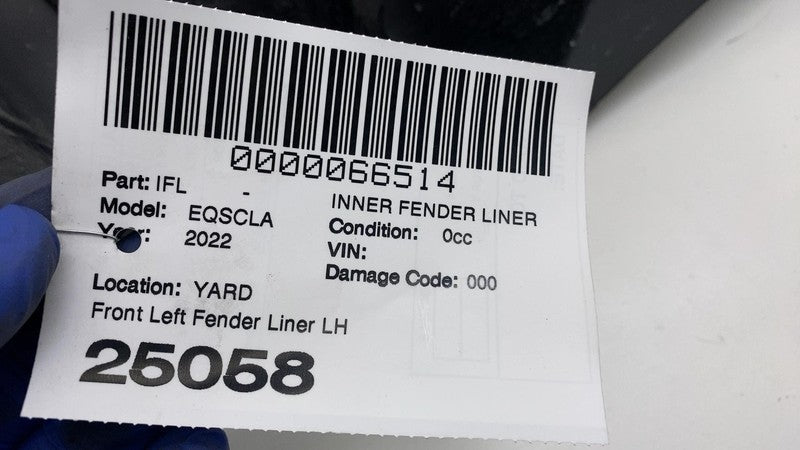 0000066514
Part: IFL -
INNER FENDER LINER
Model: EQSCLA
Condition: 0cc
Year: 2022
VIN:
Damage Code: 000
Location: YARD
Front Left Fender Liner LH
25058